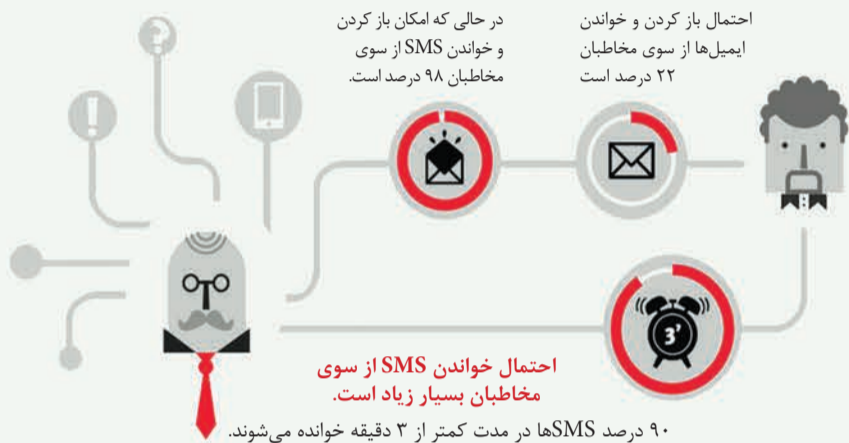 احتمال باز کردن و خواندن
ایمیل‌ها از سوی مخاطبان
۲۲ درصد است
در حالی که امکان باز کردن
و خواندن SMS از سوی
مخاطبان ۹۸ درصد است.
?
!
3'
احتمال خواندن SMS از سوی
مخاطبان بسیار زیاد است.
۹۰ درصد SMSها در مدت کمتر از ۳ دقیقه خوانده می‌شوند.